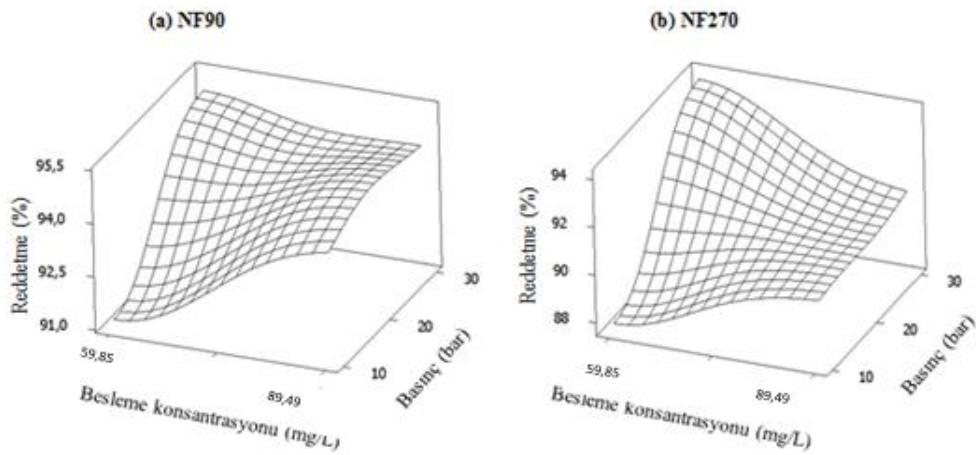 (a) NF90
(b) NF270
Reddetme (%)
95,5
94,0
92,5
91,0
59,85
89,49
Besleme konsantrasyonu (mg/L)
10
20
30
Basınç (bar)
Reddetme (%)
94
92
90
88
59,85
89,49
Besleme konsantrasyonu (mg/L)
10
20
30
Basınç (bar)